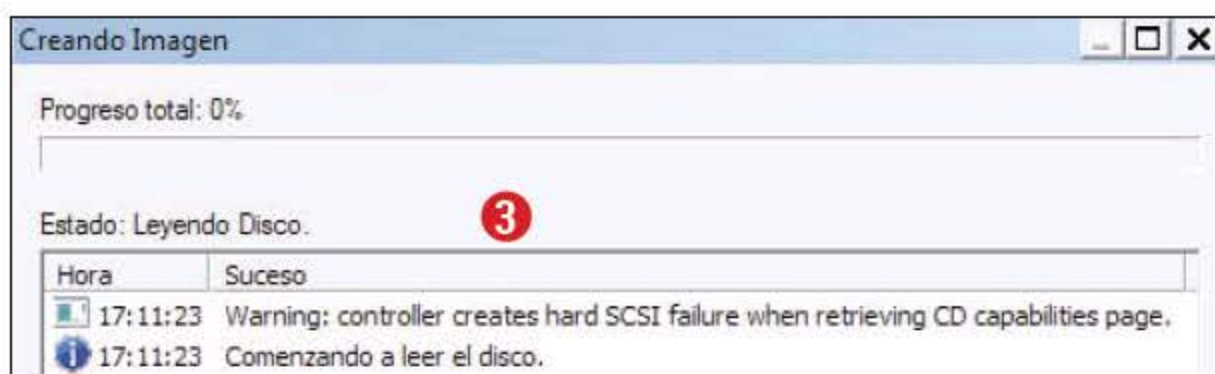 Creando Imagen
Progreso total: 0%
3
Estado: Leyendo Disco.
Hora Suceso
17:11:23 Warning: controller creates hard SCSI failure when retrieving CD capabilities page.
17:11:23 Comenzando a leer el disco.